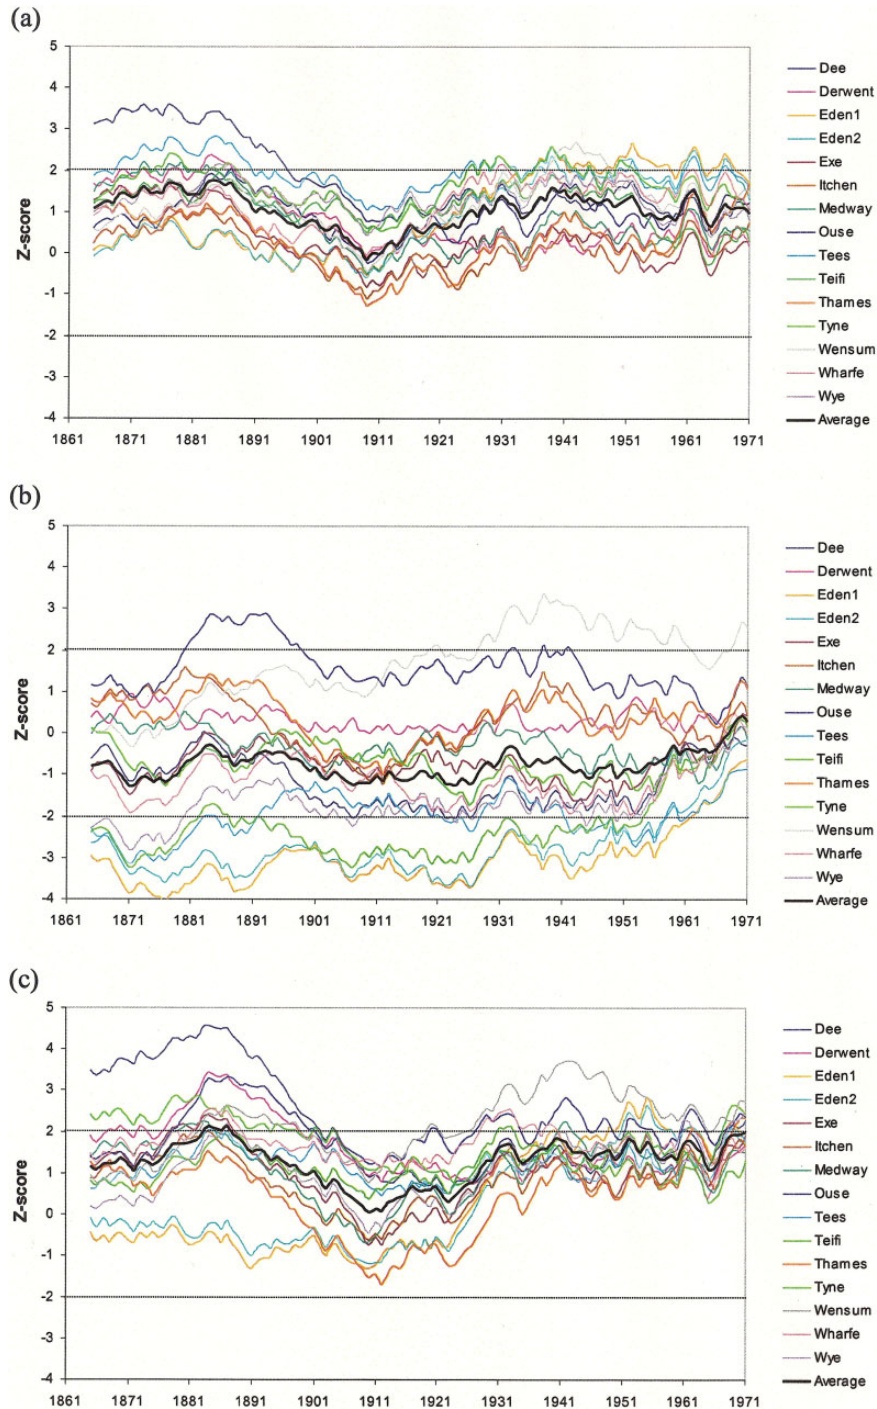 (a)
5
4
3
2
1
0
-1
-2
-3
-4
Z-score
1861 1871 1881 1891 1901 1911 1921 1931 1941 1951 1961 1971
Dee
Derwent
Eden1
Eden2
Exe
Itchen
Medway
Ouse
Tees
Teifi
Thames
Tyne
Wensum
Wharfe
Wye
Average
(b)
5
4
3
2
1
0
-1
-2
-3
-4
Z-score
1861 1871 1881 1891 1901 1911 1921 1931 1941 1951 1961 1971
Dee
Derwent
Eden1
Eden2
Exe
Itchen
Medway
Ouse
Tees
Teifi
Thames
Tyne
Wensum
Wharfe
Wye
Average
(c)
5
4
3
2
1
0
-1
-2
-3
-4
Z-score
1861 1871 1881 1891 1901 1911 1921 1931 1941 1951 1961 1971
Dee
Derwent
Eden1
Eden2
Exe
Itchen
Medway
Ouse
Tees
Teifi
Thames
Tyne
Wensum
Wharfe
Wye
Average